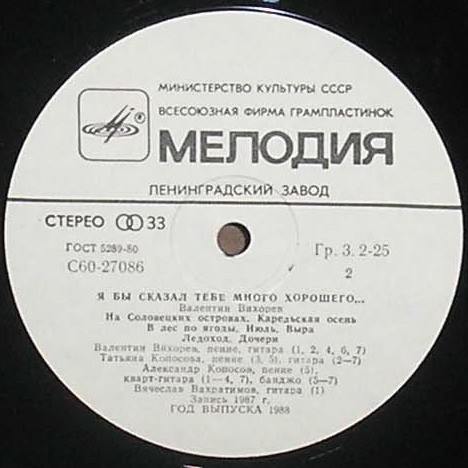 МИНИСТЕРСТВО КУЛЬТУРЫ СССР
ВСЕСОЮЗНАЯ ФИРМА ГРАМПЛАСТИНОК
МЕЛОДИЯ
ЛЕНИНГРАДСКИЙ ЗАВОД
СТЕРЕО 33
ГОСТ 5289-80
Гр. 3. 2-25
С60-27086
2
Я БЫ СКАЗАЛ ТЕБЕ МНОГО ХОРОШЕГО...
Валентин Вихорев
На Соловецких островах. Карельская осень
В лес по ягоды. Июль. Выра
Ледоход. Дочери
Валентин Вихорев, пение, гитара (1, 2, 4, 6, 7)
Татьяна Копосова, пение (3, 5), гитара (2—7)
Александр Копосов, пение (5),
кварт-гитара (1—4, 7), банджо (5—7)
Вячеслав Вахратимов, гитара (1)
Запись 1987 г.
ГОД ВЫПУСКА 1988